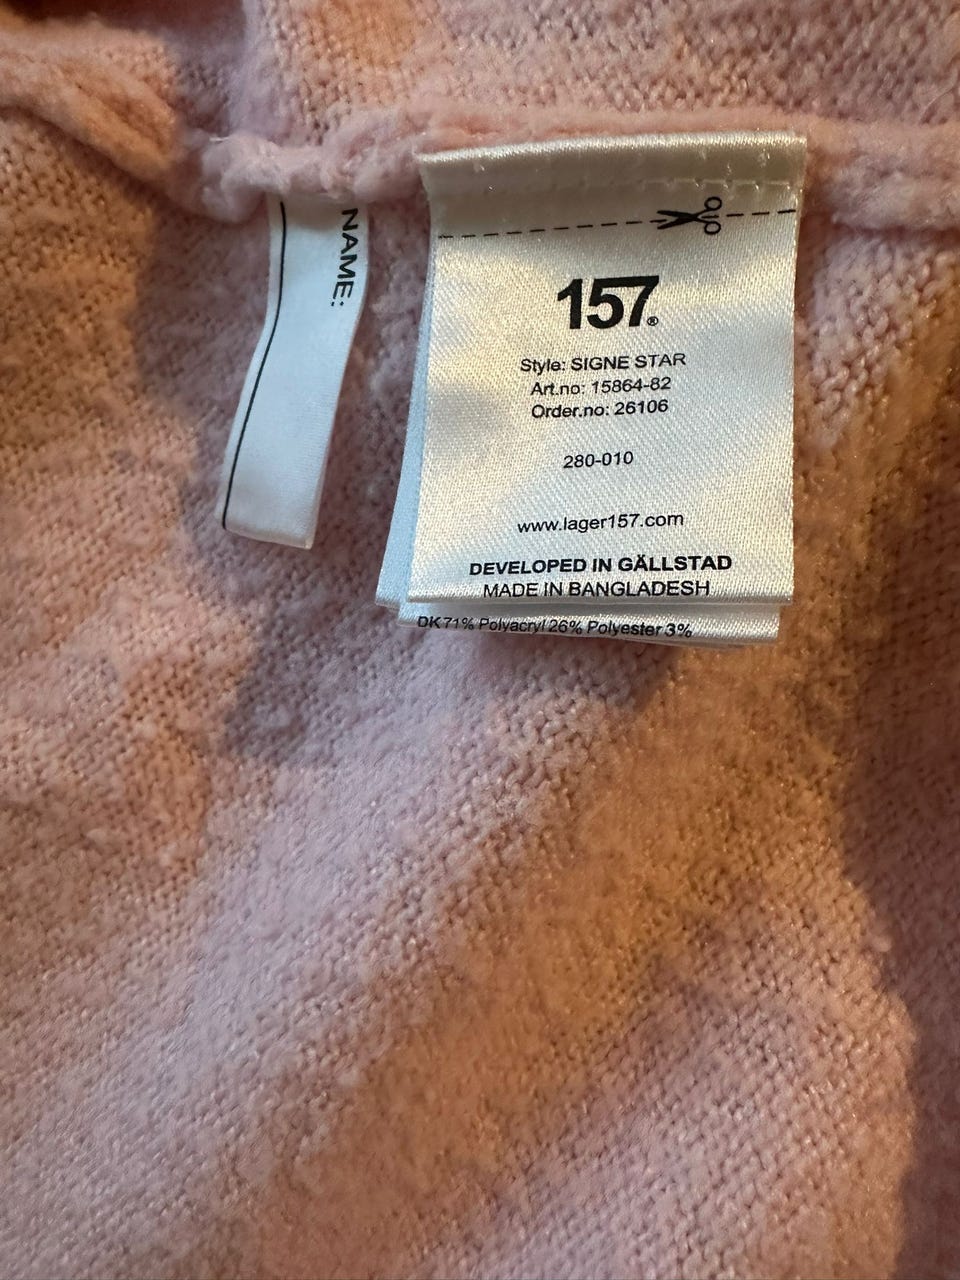 NAME:
157®
Style: SIGNE STAR
Art.no: 15864-82
Order.no: 26106
280-010
www.lager157.com
DEVELOPED IN GÄLLSTAD
MADE IN BANGLADESH
DK 71% Polyacryl 26% Polyester 3%